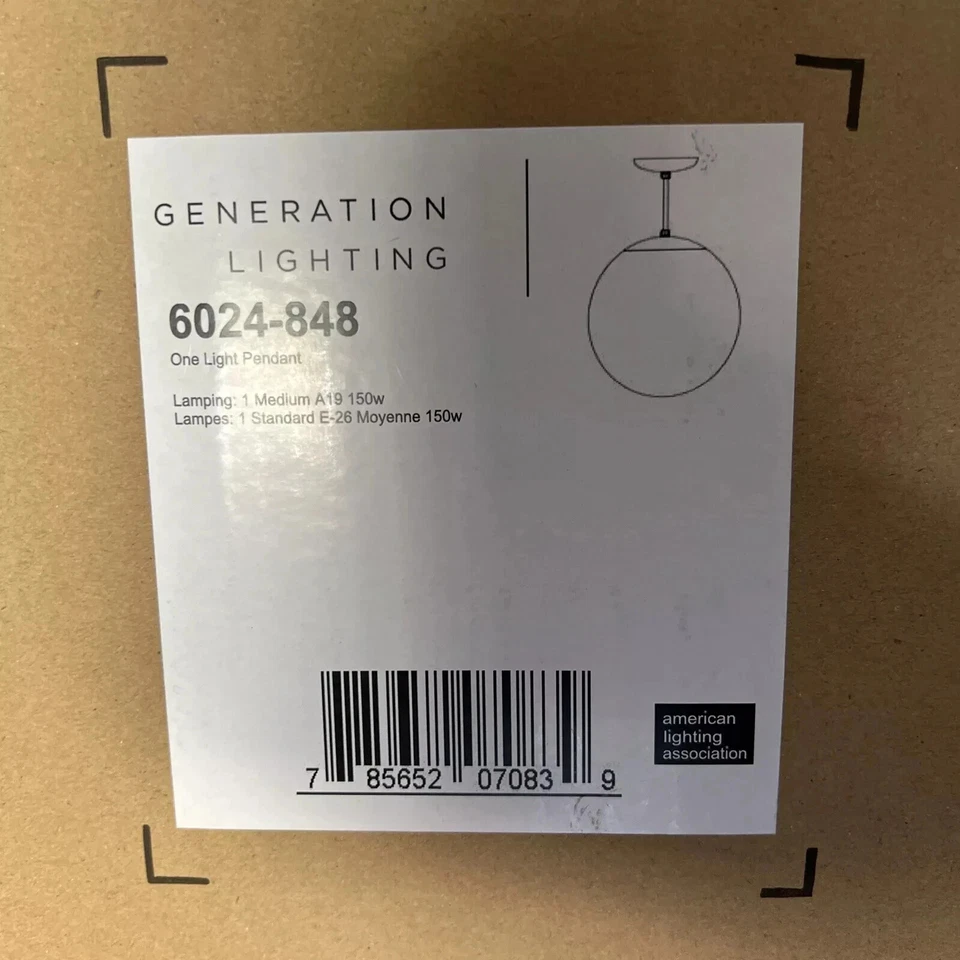 GENERATION
LIGHTING
6024-848
One Light Pendant
Lamping: 1 Medium A19 150w
Lampes: 1 Standard E-26 Moyenne 150w
7 85652 07083 9
american
lighting
association